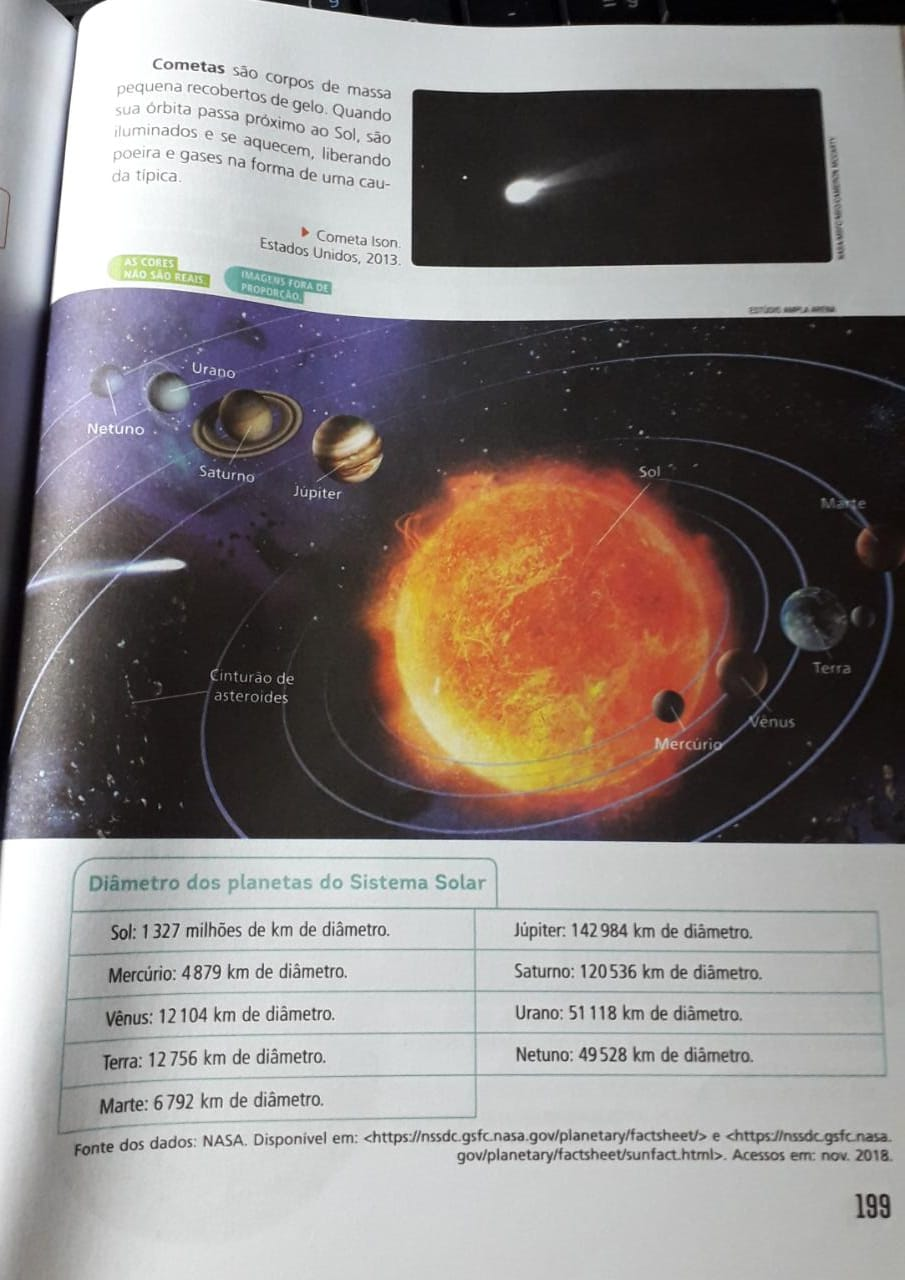 Cometas são corpos de massa
pequena recobertos de gelo. Quando
sua órbita passa próximo ao Sol, são
iluminados e se aquecem, liberando
poeira e gases na forma de uma cau-
da típica.
Cometa Ison.
Estados Unidos, 2013.
AS CORES
NÃO SÃO REAIS.
IMAGENS FORA DE
PROPORÇÃO.
ESTÚDIO AMPLA ARENA
Urano
Netuno
Saturno
Júpiter
Sol
Marte
Cinturão de
asteroides
Terra
Vênus
Mercúrio
Diâmetro dos planetas do Sistema Solar
Sol: 1 327 milhões de km de diâmetro.
Júpiter: 142 984 km de diâmetro.
Mercúrio: 4 879 km de diâmetro.
Saturno: 120 536 km de diâmetro.
Vênus: 12 104 km de diâmetro.
Urano: 51 118 km de diâmetro.
Terra: 12 756 km de diâmetro.
Netuno: 49 528 km de diâmetro.
Marte: 6 792 km de diâmetro.
Fonte dos dados: NASA. Disponível em: <https://nssdc.gsfc.nasa.gov/planetary/factsheet/> e <https://nssdc.gsfc.nasa.
gov/planetary/factsheet/sunfact.html>. Acessos em: nov. 2018.
199